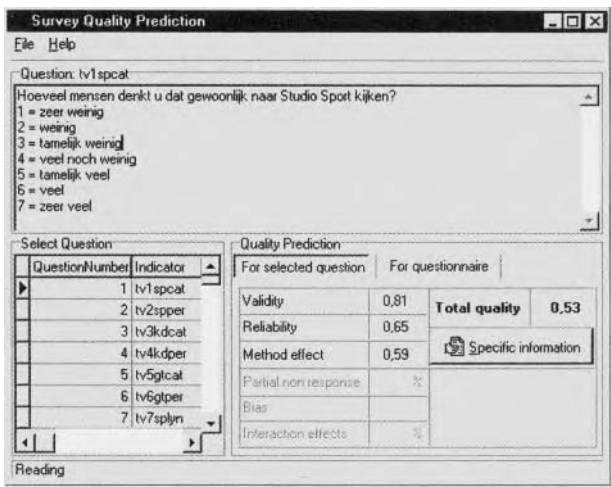 Survey Quality Prediction
File Help
Question: tv1spcat
Hoeveel mensen denkt u dat gewoonlijk naar Studio Sport kijken?
1 = zeer weinig
2 = weinig
3 = tamelijk weinig
4 = veel noch weinig
5 = tamelijk veel
6 = veel
7 = zeer veel
Select Question
QuestionNumber Indicator
1 tv1spcat
2 tv2spper
3 tv3kdcat
4 tv4kdper
5 tv5gtcat
6 tv6gtper
7 tv7splyn
Quality Prediction
For selected question For questionnaire
Validity 0,81
Reliability 0,65
Method effect 0,59
Partial non response %
Bias
Interaction effects %
Total quality 0,53
Specific information
Reading